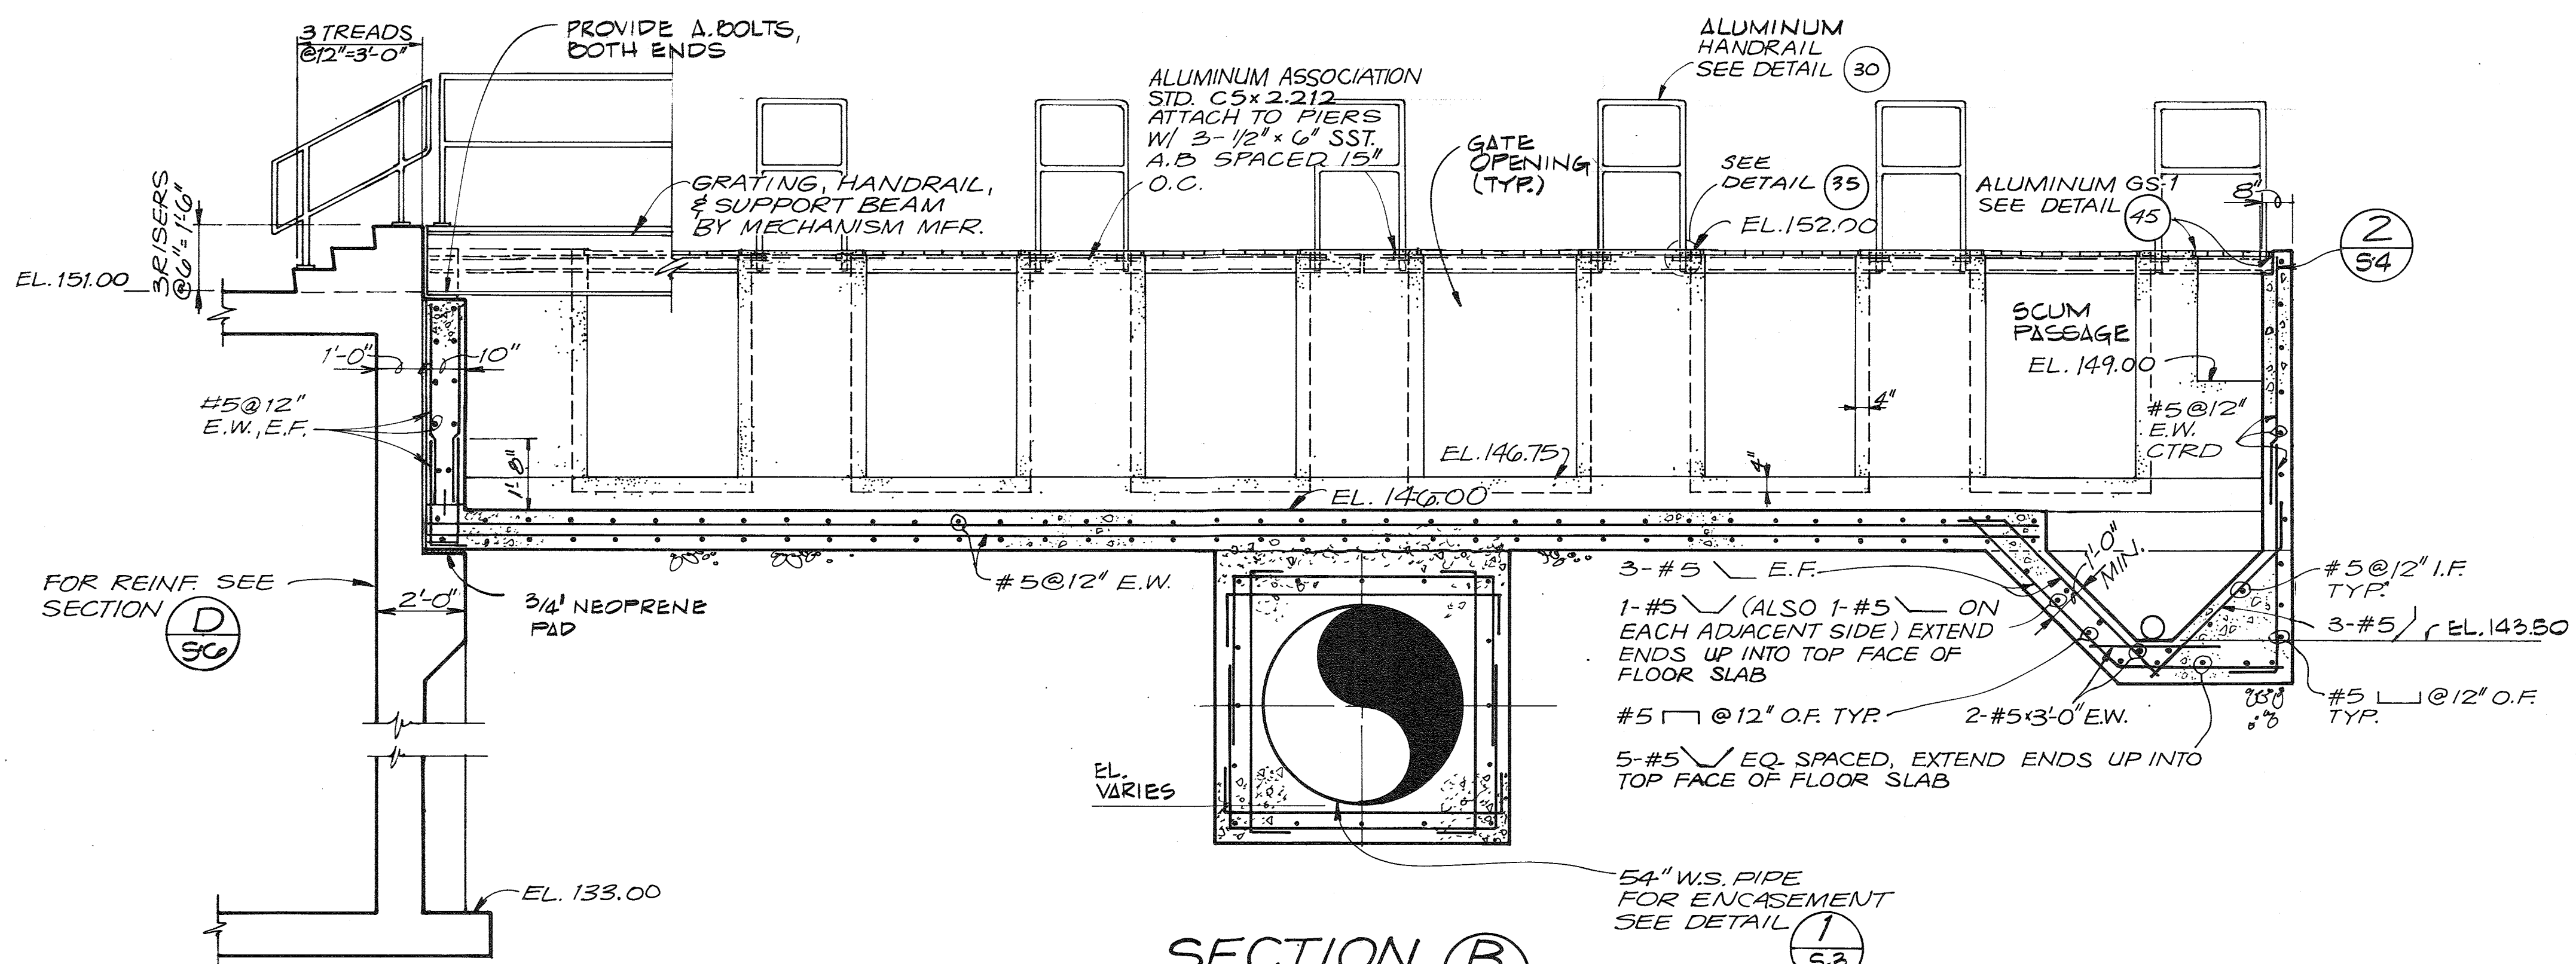 3 TREADS
@12"=3'-0"
PROVIDE A.BOLTS,
BOTH ENDS
ALUMINUM ASSOCIATION
STD. C5×2.212
ATTACH TO PIERS
W/ 3-1/2"×6" SST.
A.B SPACED 15"
O.C.
ALUMINUM
HANDRAIL
SEE DETAIL 30
GATE
OPENING
(TYP.)
SEE
DETAIL 35
EL.152.00
ALUMINUM GS-1
SEE DETAIL
45
8"
2
S-4
3 RISERS
@6"=1'-6"
GRATING, HANDRAIL,
& SUPPORT BEAM
BY MECHANISM MFR.
EL.151.00
SCUM
PASSAGE
EL.149.00
1'-0"
10"
#5@12"
E.W.,E.F.
4"
#5@12"
E.W.
CTRD
1'-8"
EL.146.75
4"
EL. 146.00
FOR REINF. SEE
SECTION D
S-6
2'-0"
3/4" NEOPRENE
PAD
#5@12" E.W.
3-#5 E.F.
1-#5 (ALSO 1-#5 ON
EACH ADJACENT SIDE) EXTEND
ENDS UP INTO TOP FACE OF
FLOOR SLAB
1'-0"
MIN.
#5@12" I.F.
TYP.
3-#5
EL.143.50
#5 @12" O.F. TYP.
2-#5×3'-0" E.W.
#5 @12" O.F.
TYP.
5-#5 EQ. SPACED, EXTEND ENDS UP INTO
TOP FACE OF FLOOR SLAB
EL.
VARIES
54" W.S. PIPE
FOR ENCASEMENT
SEE DETAIL 1
S-3
EL. 133.00
SECTION B